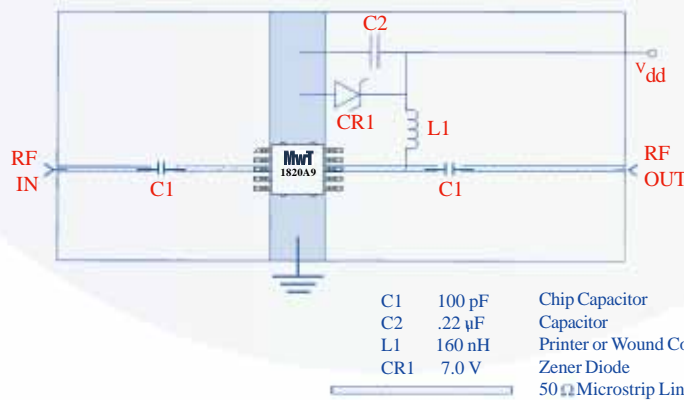 C2
Vdd
CR1
L1
RF
IN
C1
MwT
1820A9
C1
RF
OUT
C1 100 pF Chip Capacitor
C2 .22 µF Capacitor
L1 160 nH Printer or Wound Co
CR1 7.0 V Zener Diode
50 Ω Microstrip Lin